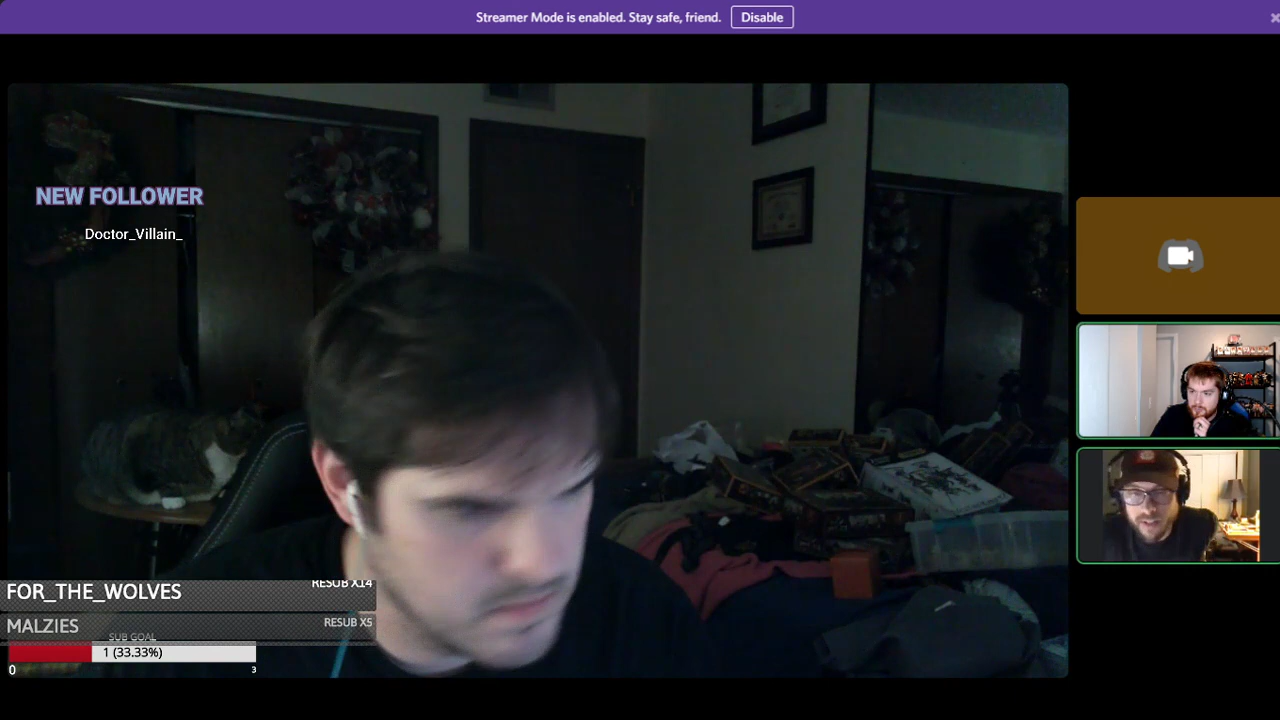 Streamer Mode is enabled. Stay safe, friend. Disable
NEW FOLLOWER
Doctor_Villain_
FOR_THE_WOLVES RESUB X14
MALZIES RESUB X5
SUB GOAL
1 (33.33%)
0 3